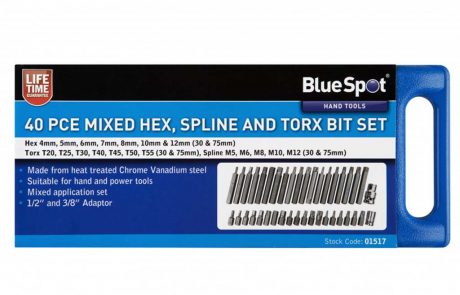 LIFE
TIME
GUARANTEE
BlueSpot®
HAND TOOLS
40 PCE MIXED HEX, SPLINE AND TORX BIT SET
Hex 4mm, 5mm, 6mm, 7mm, 8mm, 10mm & 12mm (30 & 75mm)
Torx T20, T25, T30, T40, T45, T50, T55 (30 & 75mm), Spline M5, M6, M8, M10, M12 (30 & 75mm)
• Made from heat treated Chrome Vanadium steel
• Suitable for hand and power tools
• Mixed application set
• 1/2” and 3/8” Adaptor
Stock Code: 01517